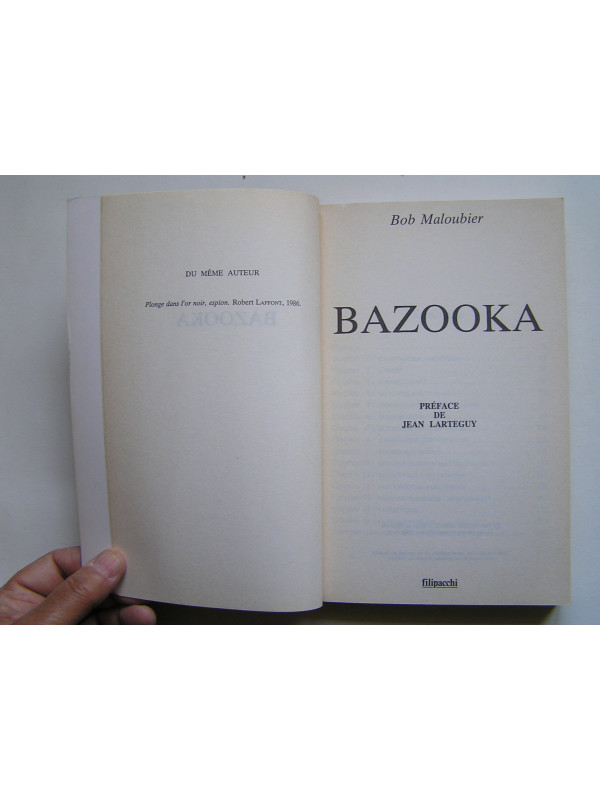 DU MÊME AUTEUR
Plonge dans l'or noir, espion. Robert LAFFONT, 1986.
Bob Maloubier
BAZOOKA
PRÉFACE
DE
JEAN LARTEGUY
filipacchi